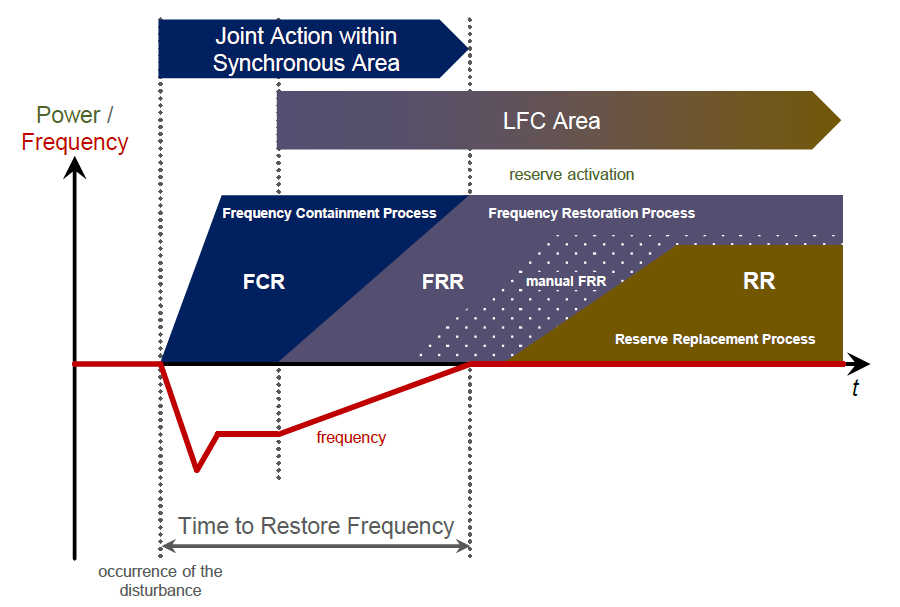 Joint Action within
Synchronous Area
LFC Area
Power /
Frequency
reserve activation
Frequency Containment Process
Frequency Restoration Process
FCR
FRR
manual FRR
RR
Reserve Replacement Process
t
frequency
Time to Restore Frequency
occurrence of the
disturbance